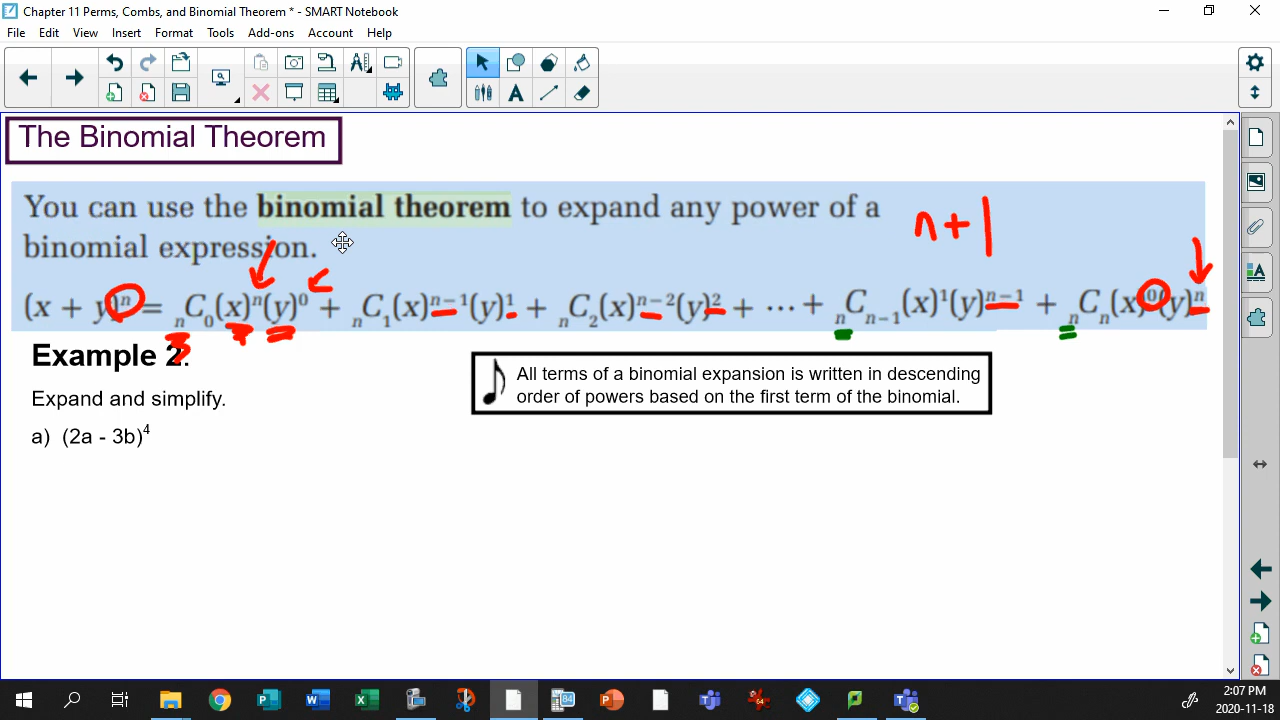 Chapter 11 Perms, Combs, and Binomial Theorem * - SMART Notebook
File Edit View Insert Format Tools Add-ons Account Help
The Binomial Theorem
You can use the binomial theorem to expand any power of a
binomial expression.
n+1
(x + y)ⁿ = ₙC₀(x)ⁿ(y)⁰ + ₙC₁(x)ⁿ⁻¹(y)¹ + ₙC₂(x)ⁿ⁻²(y)² + ⋯ + ₙCₙ₋₁(x)¹(y)ⁿ⁻¹ + ₙCₙ(x)⁰(y)ⁿ
Example 2:
Expand and simplify.
a) (2a - 3b)⁴
All terms of a binomial expansion is written in descending
order of powers based on the first term of the binomial.
2:07 PM
2020-11-18